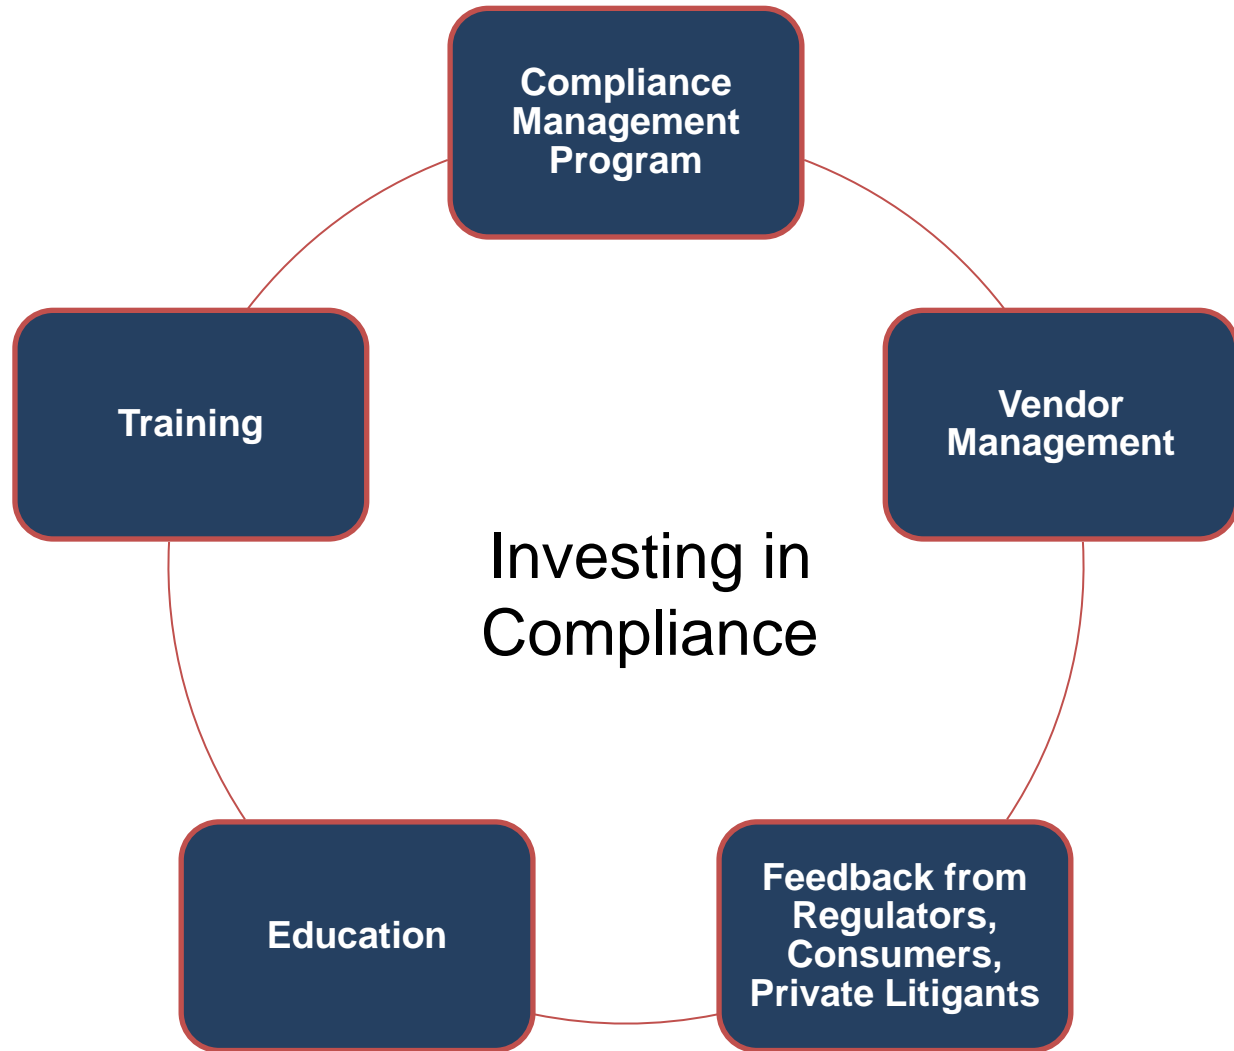 Compliance
Management
Program
Training
Vendor
Management
Investing in
Compliance
Education
Feedback from
Regulators,
Consumers,
Private Litigants